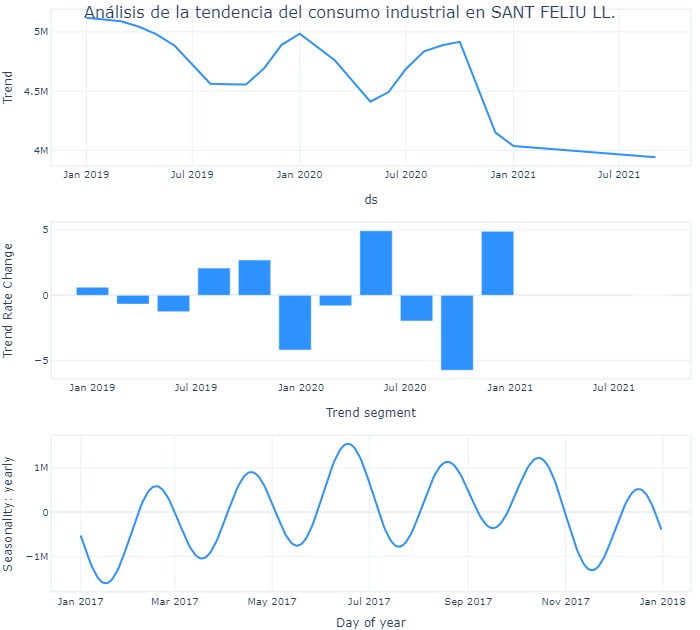 Análisis de la tendencia del consumo industrial en SANT FELIU LL.
Trend
5M
4.5M
4M
Jan 2019 Jul 2019 Jan 2020 Jul 2020 Jan 2021 Jul 2021
ds
Trend Rate Change
5
0
−5
Jan 2019 Jul 2019 Jan 2020 Jul 2020 Jan 2021 Jul 2021
Trend segment
Seasonality: yearly
1M
0
−1M
Jan 2017 Mar 2017 May 2017 Jul 2017 Sep 2017 Nov 2017 Jan 2018
Day of year